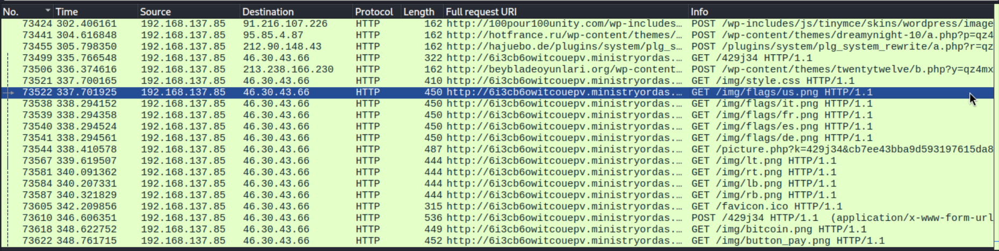 No. Time Source Destination Protocol Length Full request URI Info
73424 302.406161 192.168.137.85 91.216.107.226 HTTP 162 http://100pour100unity.com/wp-includes… POST /wp-includes/js/tinymce/skins/wordpress/image
73441 304.616848 192.168.137.85 95.85.4.87 HTTP 162 http://hotfrance.ru/wp-content/themes/… POST /wp-content/themes/dreamynight-10/a.php?p=qz4
73455 305.798350 192.168.137.85 212.90.148.43 HTTP 162 http://hajuebo.de/plugins/system/plg_s… POST /plugins/system/plg_system_rewrite/a.php?r=qz
73499 335.766548 192.168.137.85 46.30.43.66 HTTP 322 http://6i3cb6owitcouepv.ministryordas.… GET /429j34 HTTP/1.1
73506 336.374616 192.168.137.85 213.238.166.230 HTTP 162 http://beybladeoyunlari.org/wp-content… POST /wp-content/themes/twentytwelve/b.php?y=qz4mx
73521 337.700165 192.168.137.85 46.30.43.66 HTTP 410 http://6i3cb6owitcouepv.ministryordas.… GET /img/style.css HTTP/1.1
73522 337.701925 192.168.137.85 46.30.43.66 HTTP 450 http://6i3cb6owitcouepv.ministryordas.… GET /img/flags/us.png HTTP/1.1
73538 338.294152 192.168.137.85 46.30.43.66 HTTP 450 http://6i3cb6owitcouepv.ministryordas.… GET /img/flags/it.png HTTP/1.1
73539 338.294358 192.168.137.85 46.30.43.66 HTTP 450 http://6i3cb6owitcouepv.ministryordas.… GET /img/flags/fr.png HTTP/1.1
73540 338.294524 192.168.137.85 46.30.43.66 HTTP 450 http://6i3cb6owitcouepv.ministryordas.… GET /img/flags/es.png HTTP/1.1
73541 338.294561 192.168.137.85 46.30.43.66 HTTP 450 http://6i3cb6owitcouepv.ministryordas.… GET /img/flags/de.png HTTP/1.1
73544 338.410578 192.168.137.85 46.30.43.66 HTTP 487 http://6i3cb6owitcouepv.ministryordas.… GET /picture.php?k=429j34&cb7ee43bba9d593197615da8
73567 339.619507 192.168.137.85 46.30.43.66 HTTP 444 http://6i3cb6owitcouepv.ministryordas.… GET /img/lt.png HTTP/1.1
73581 340.091362 192.168.137.85 46.30.43.66 HTTP 444 http://6i3cb6owitcouepv.ministryordas.… GET /img/rt.png HTTP/1.1
73584 340.207331 192.168.137.85 46.30.43.66 HTTP 444 http://6i3cb6owitcouepv.ministryordas.… GET /img/lb.png HTTP/1.1
73587 340.321829 192.168.137.85 46.30.43.66 HTTP 444 http://6i3cb6owitcouepv.ministryordas.… GET /img/rb.png HTTP/1.1
73605 342.209856 192.168.137.85 46.30.43.66 HTTP 315 http://6i3cb6owitcouepv.ministryordas.… GET /favicon.ico HTTP/1.1
73610 346.606351 192.168.137.85 46.30.43.66 HTTP 536 http://6i3cb6owitcouepv.ministryordas.… POST /429j34 HTTP/1.1 (application/x-www-form-url
73618 348.622752 192.168.137.85 46.30.43.66 HTTP 449 http://6i3cb6owitcouepv.ministryordas.… GET /img/bitcoin.png HTTP/1.1
73622 348.761715 192.168.137.85 46.30.43.66 HTTP 452 http://6i3cb6owitcouepv.ministryordas.… GET /img/button_pay.png HTTP/1.1